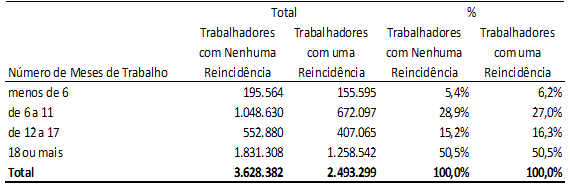 Total %
Trabalhadores Trabalhadores Trabalhadores Trabalhadores
com Nenhuma com uma com Nenhuma com uma
Número de Meses de Trabalho Reincidência Reincidência Reincidência Reincidência
menos de 6 195.564 155.595 5,4% 6,2%
de 6 a 11 1.048.630 672.097 28,9% 27,0%
de 12 a 17 552.880 407.065 15,2% 16,3%
18 ou mais 1.831.308 1.258.542 50,5% 50,5%
Total 3.628.382 2.493.299 100,0% 100,0%